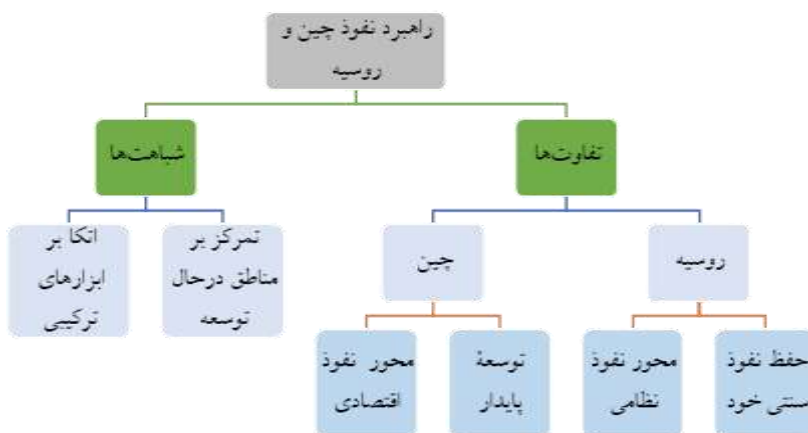 راهبرد نفوذ چین و
روسیه
تفاوت‌ها
شباهت‌ها
روسیه
چین
تمرکز بر
مناطق درحال
توسعه
اتکا بر
ابزارهای
ترکیبی
حفظ نفوذ
سنتی خود
محور نفوذ
نظامی
توسعهٔ
پایدار
محور نفوذ
اقتصادی